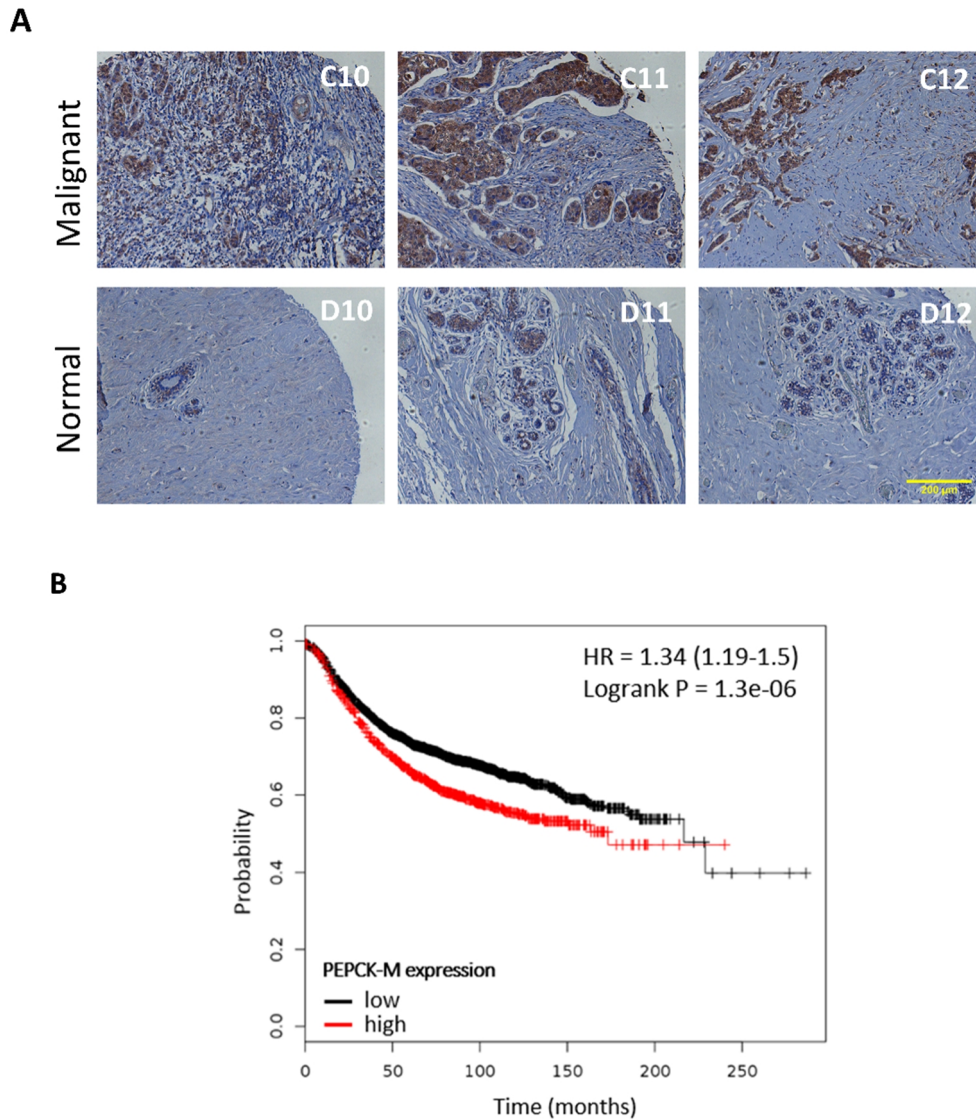 A
Malignant
C10
C11
C12
Normal
D10
D11
D12
200 µm
B
HR = 1.34 (1.19-1.5)
Logrank P = 1.3e-06
Probability
1.0
0.8
0.6
0.4
0.2
0.0
PEPCK-M expression
low
high
0 50 100 150 200 250
Time (months)